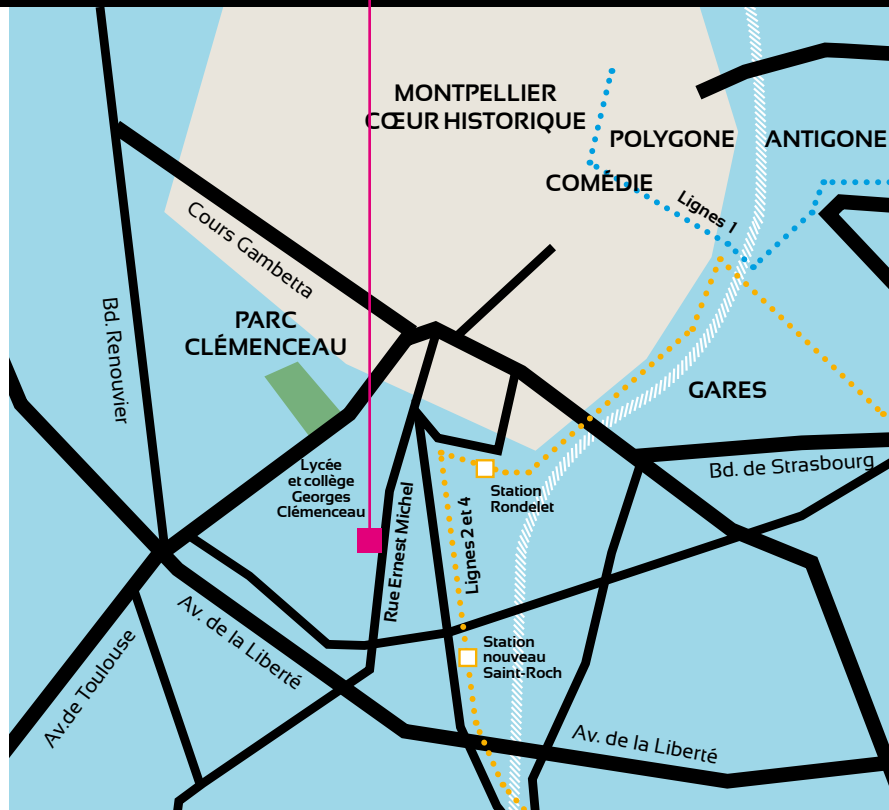 MONTPELLIER
CŒUR HISTORIQUE
POLYGONE
ANTIGONE
COMÉDIE
Lignes 1
Cours Gambetta
Bd. Renouvier
PARC
CLÉMENCEAU
GARES
Bd. de Strasbourg
Lycée
et collège
Georges
Clémenceau
Station
Rondelet
Rue Ernest Michel
Lignes 2 et 4
Station
nouveau
Saint-Roch
Av. de la Liberté
Av.de Toulouse
Av. de la Liberté